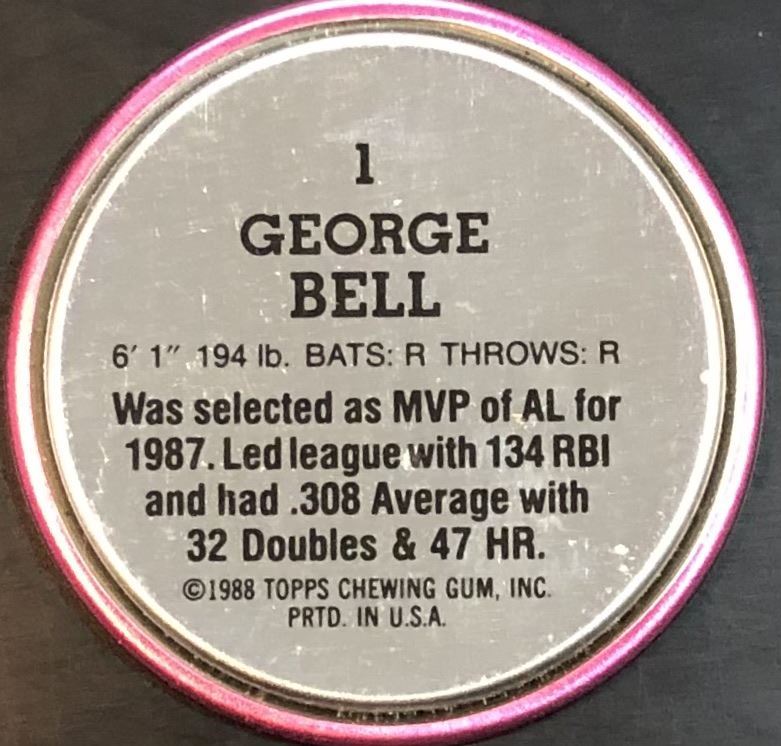 1
GEORGE
BELL
6' 1" 194 lb. BATS: R THROWS: R
Was selected as MVP of AL for
1987. Led league with 134 RBI
and had .308 Average with
32 Doubles & 47 HR.
©1988 TOPPS CHEWING GUM, INC.
PRTD. IN U.S.A.